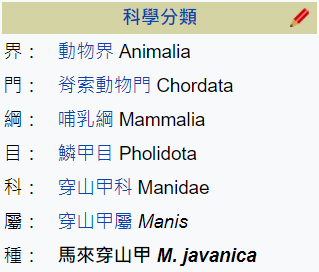 科學分類
界： 動物界 Animalia
門： 脊索動物門 Chordata
綱： 哺乳綱 Mammalia
目： 鱗甲目 Pholidota
科： 穿山甲科 Manidae
屬： 穿山甲屬 Manis
種： 馬來穿山甲 M. javanica